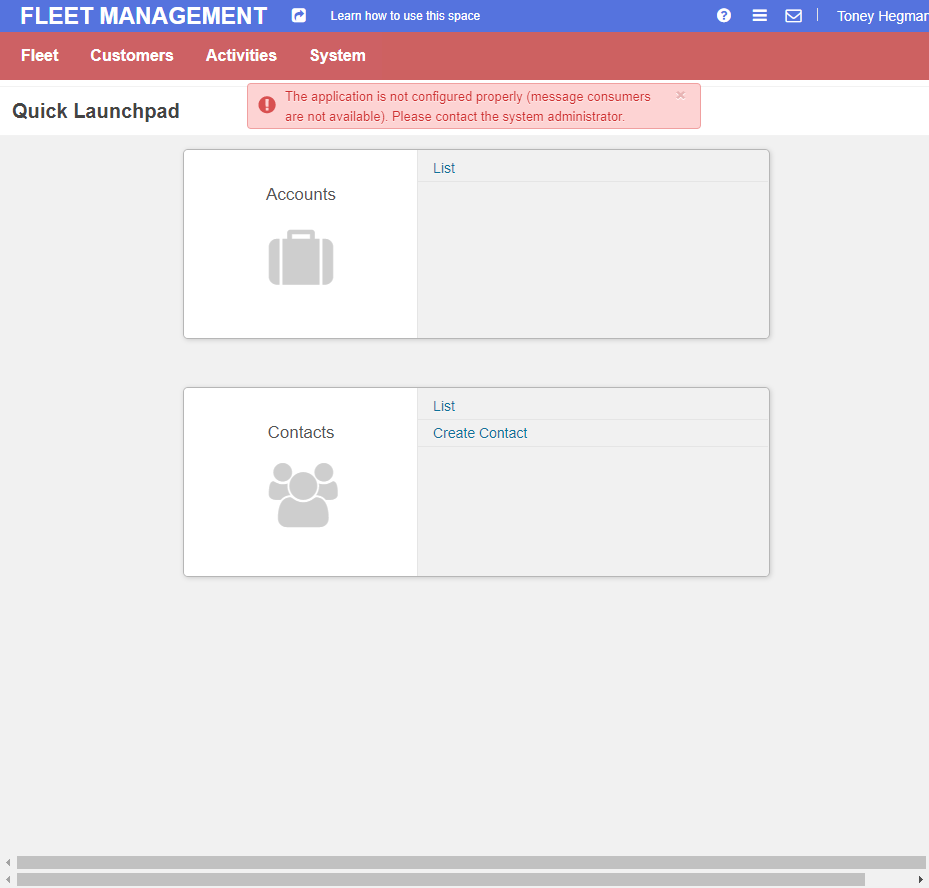 FLEET MANAGEMENT
Learn how to use this space
Toney Hegmar
Fleet
Customers
Activities
System
Quick Launchpad
The application is not configured properly (message consumers
are not available). Please contact the system administrator.
×
Accounts
List
Contacts
List
Create Contact